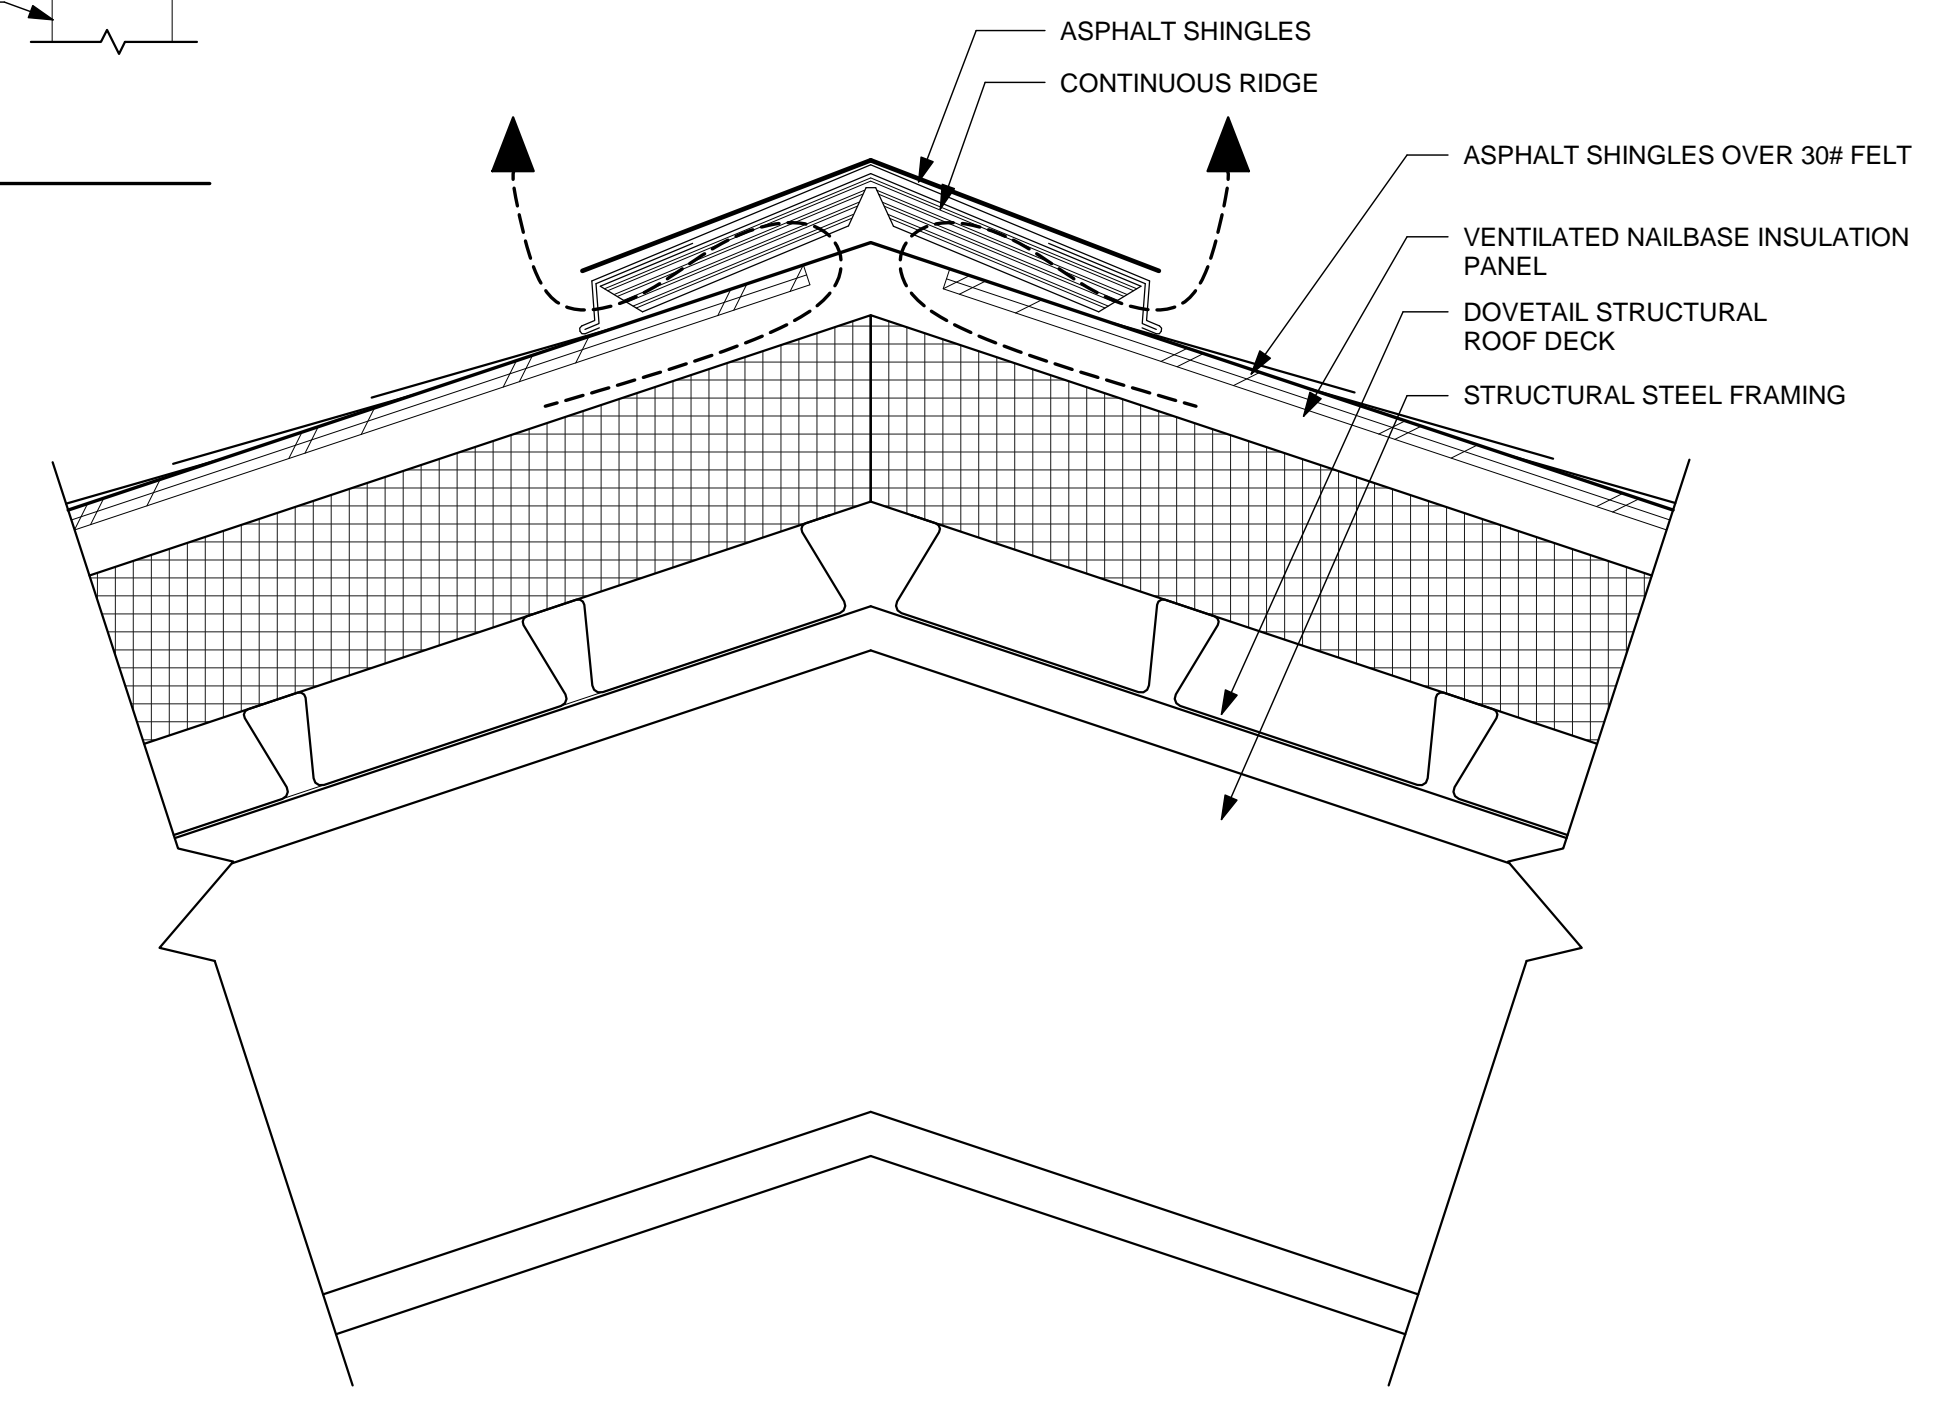 ASPHALT SHINGLES
CONTINUOUS RIDGE
ASPHALT SHINGLES OVER 30# FELT
VENTILATED NAILBASE INSULATION
PANEL
DOVETAIL STRUCTURAL
ROOF DECK
STRUCTURAL STEEL FRAMING